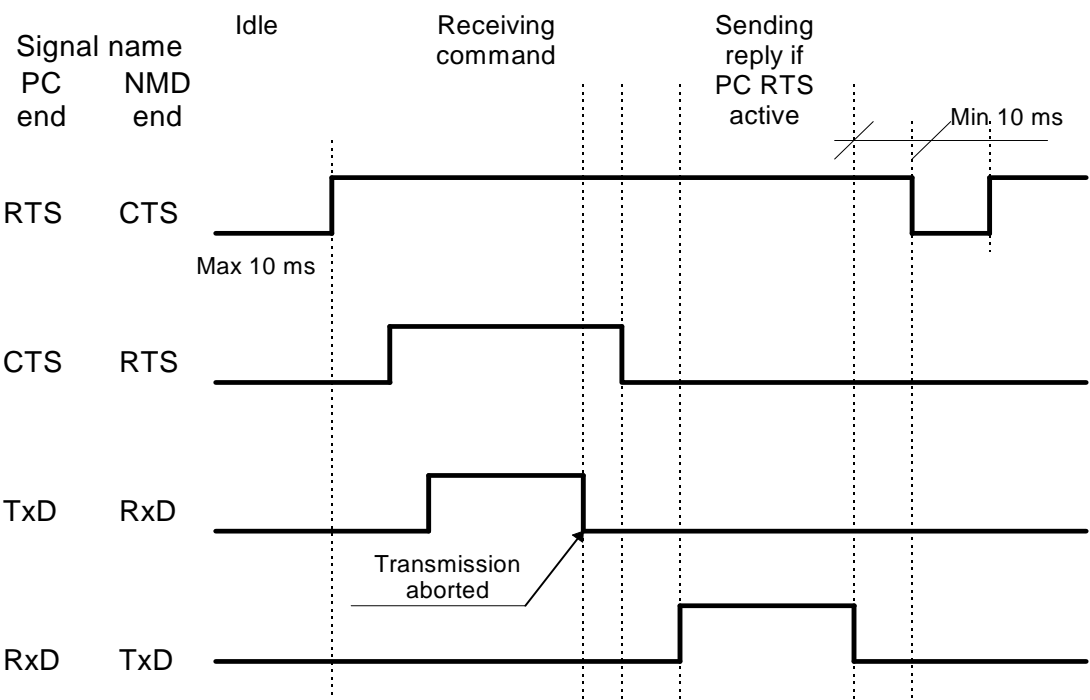 Idle
Receiving
command
Sending
reply if
PC RTS
active
Signal name
PC NMD
end end
Min 10 ms
RTS CTS
Max 10 ms
CTS RTS
TxD RxD
Transmission
aborted
RxD TxD